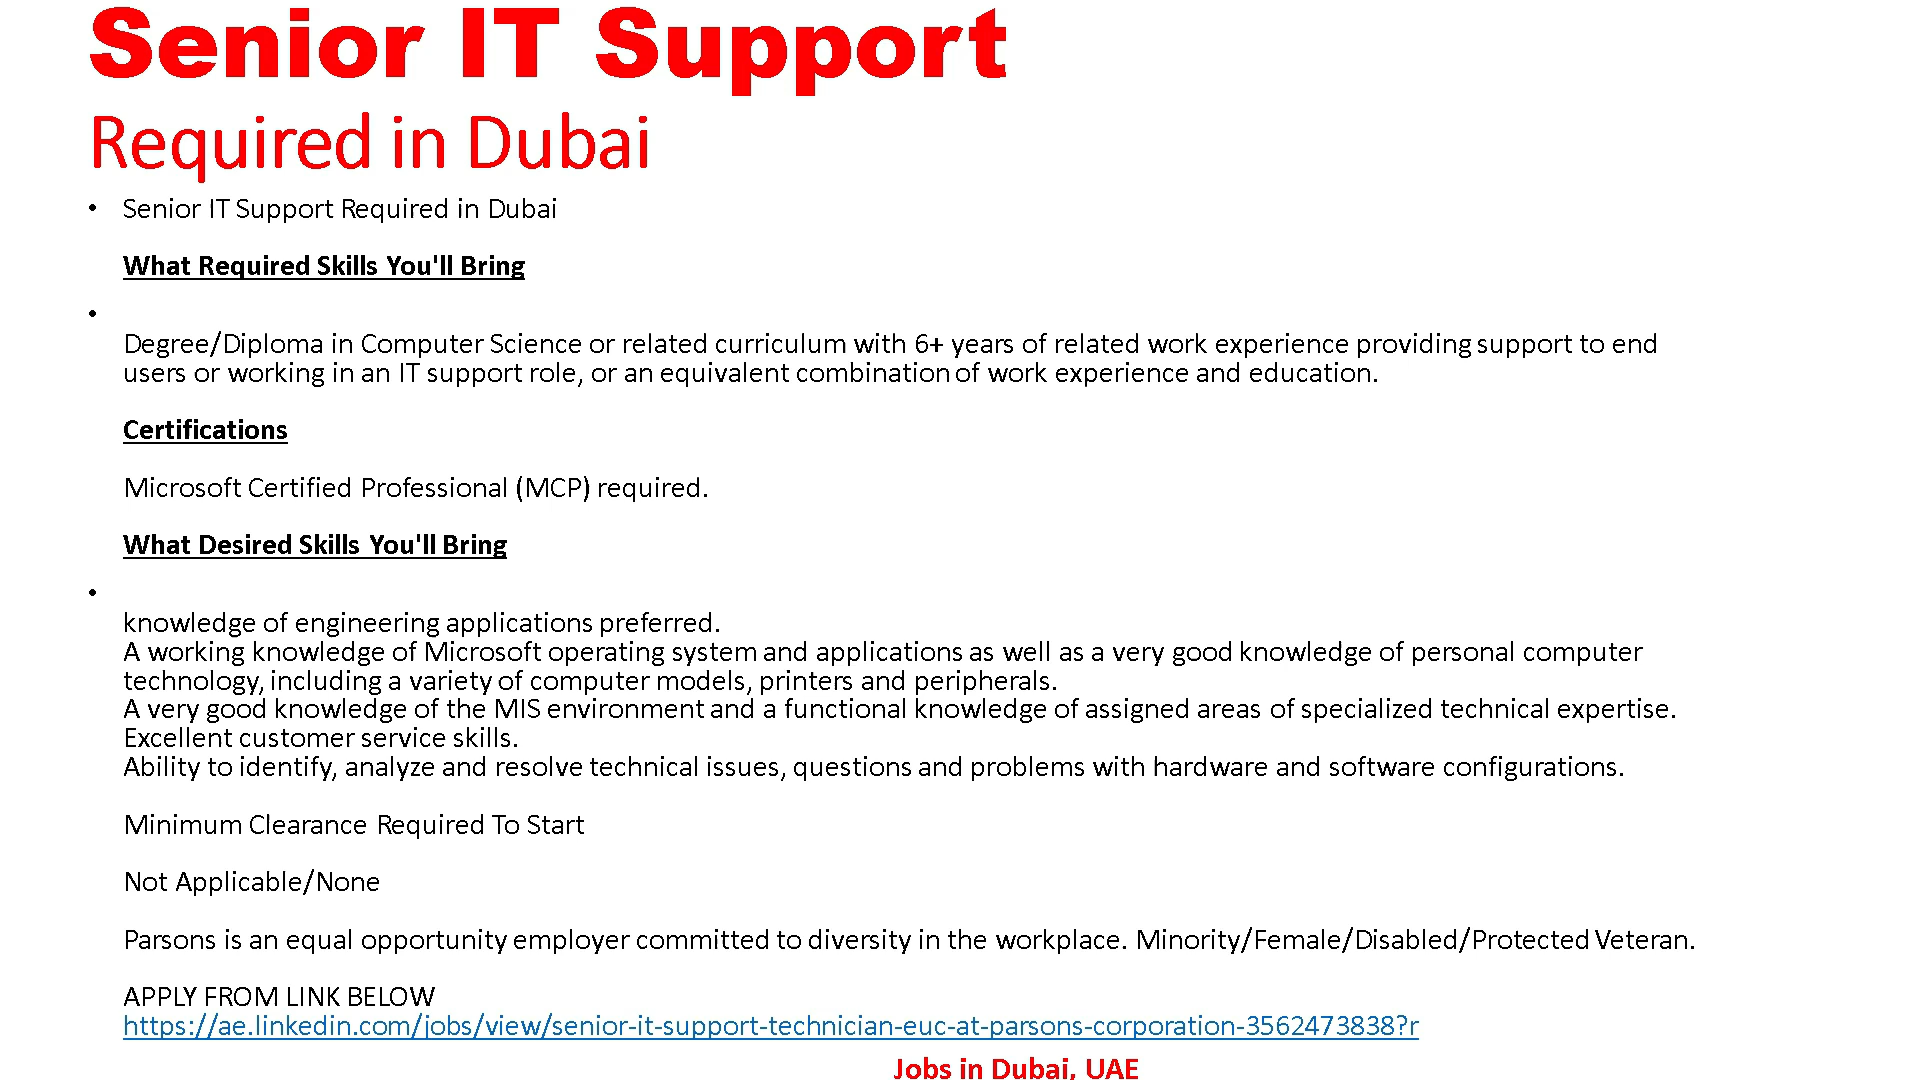 Senior IT Support
Required in Dubai
• Senior IT Support Required in Dubai
What Required Skills You'll Bring
•
Degree/Diploma in Computer Science or related curriculum with 6+ years of related work experience providing support to end
users or working in an IT support role, or an equivalent combination of work experience and education.
Certifications
Microsoft Certified Professional (MCP) required.
What Desired Skills You'll Bring
•
knowledge of engineering applications preferred.
A working knowledge of Microsoft operating system and applications as well as a very good knowledge of personal computer
technology, including a variety of computer models, printers and peripherals.
A very good knowledge of the MIS environment and a functional knowledge of assigned areas of specialized technical expertise.
Excellent customer service skills.
Ability to identify, analyze and resolve technical issues, questions and problems with hardware and software configurations.
Minimum Clearance Required To Start
Not Applicable/None
Parsons is an equal opportunity employer committed to diversity in the workplace. Minority/Female/Disabled/Protected Veteran.
APPLY FROM LINK BELOW
https://ae.linkedin.com/jobs/view/senior-it-support-technician-euc-at-parsons-corporation-3562473838?r
Jobs in Dubai, UAE